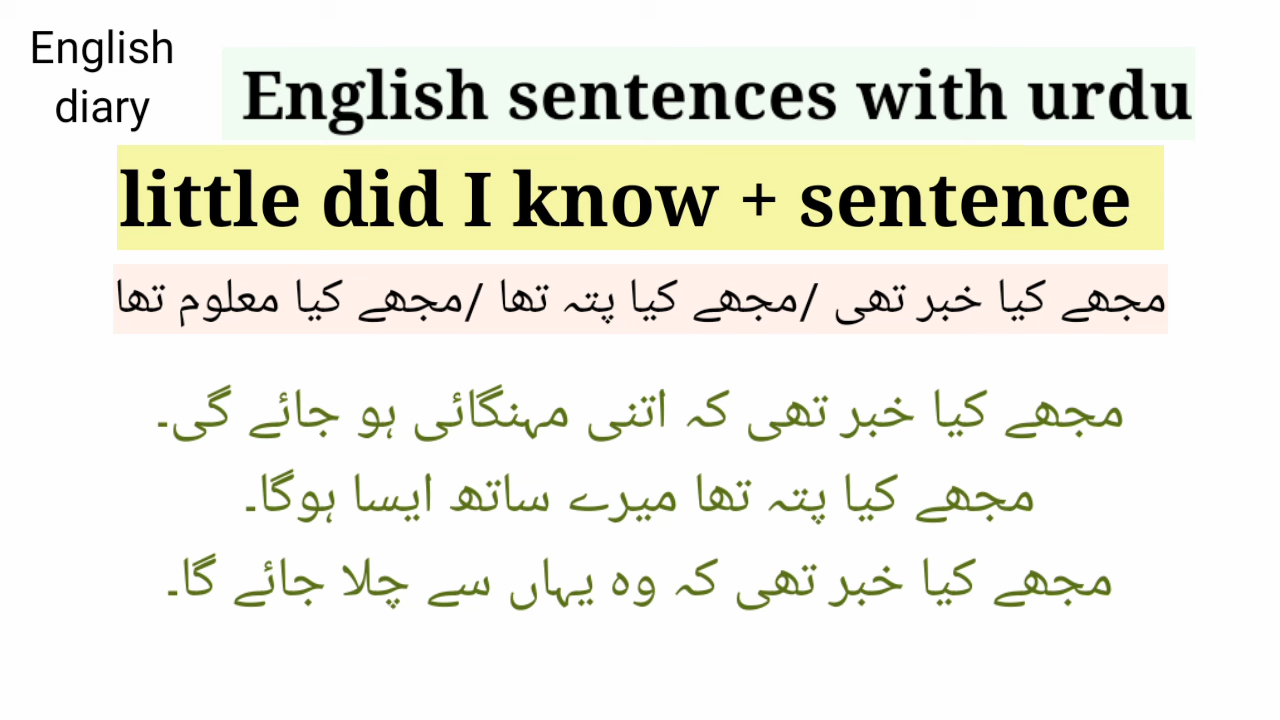 English
diary
English sentences with urdu
little did I know + sentence
مجھے کیا خبر تھی /مجھے کیا پتہ تھا /مجھے کیا معلوم تھا
مجھے کیا خبر تھی کہ اتنی مہنگائی ہو جائے گی۔
مجھے کیا پتہ تھا میرے ساتھ ایسا ہوگا۔
مجھے کیا خبر تھی کہ وہ یہاں سے چلا جائے گا۔